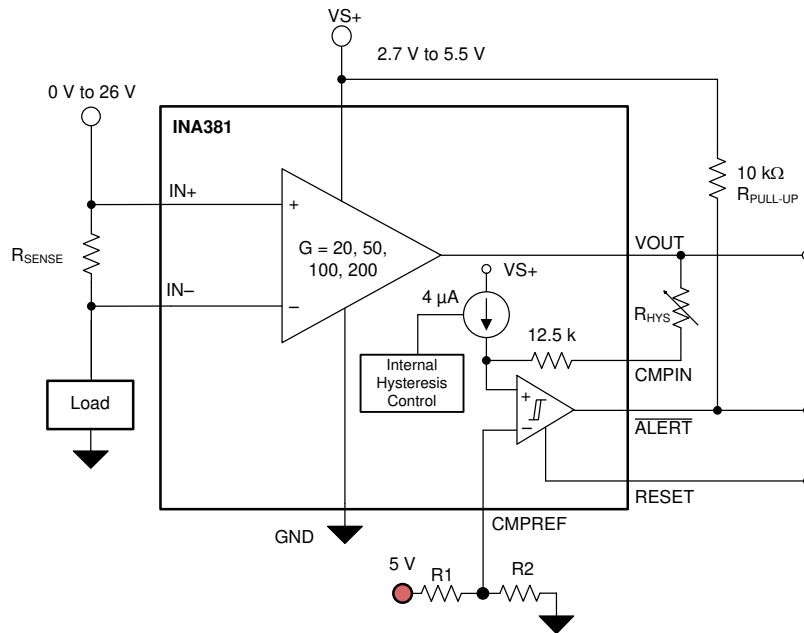 VS+
2.7 V to 5.5 V
0 V to 26 V
INA381
IN+
+
10 kΩ
RPULL-UP
RSENSE
G = 20, 50,
100, 200
VOUT
VS+
IN–
–
4 µA
RHYS
12.5 k
Internal
Hysteresis
Control
CMPIN
Load
+
–
ALERT
RESET
GND
CMPREF
5 V
R1
R2